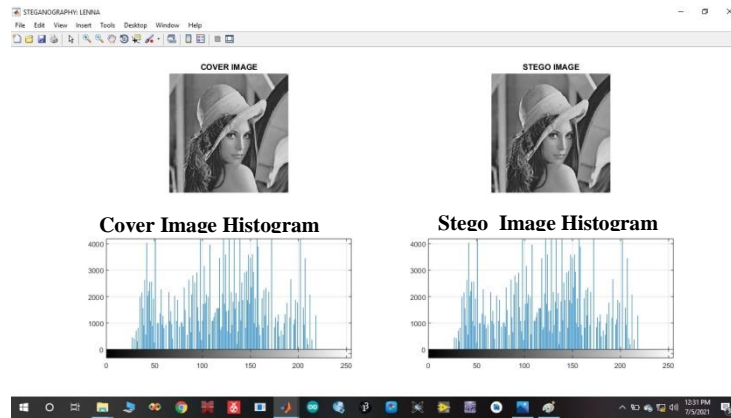 STEGANOGRAPHY: LENNA
File Edit View Insert Tools Desktop Window Help
COVER IMAGE
STEGO IMAGE
Cover Image Histogram
Stego Image Histogram
4000
3000
2000
1000
0
0 50 100 150 200 250
4000
3000
2000
1000
0
0 50 100 150 200 250
12:31 PM
7/5/2021